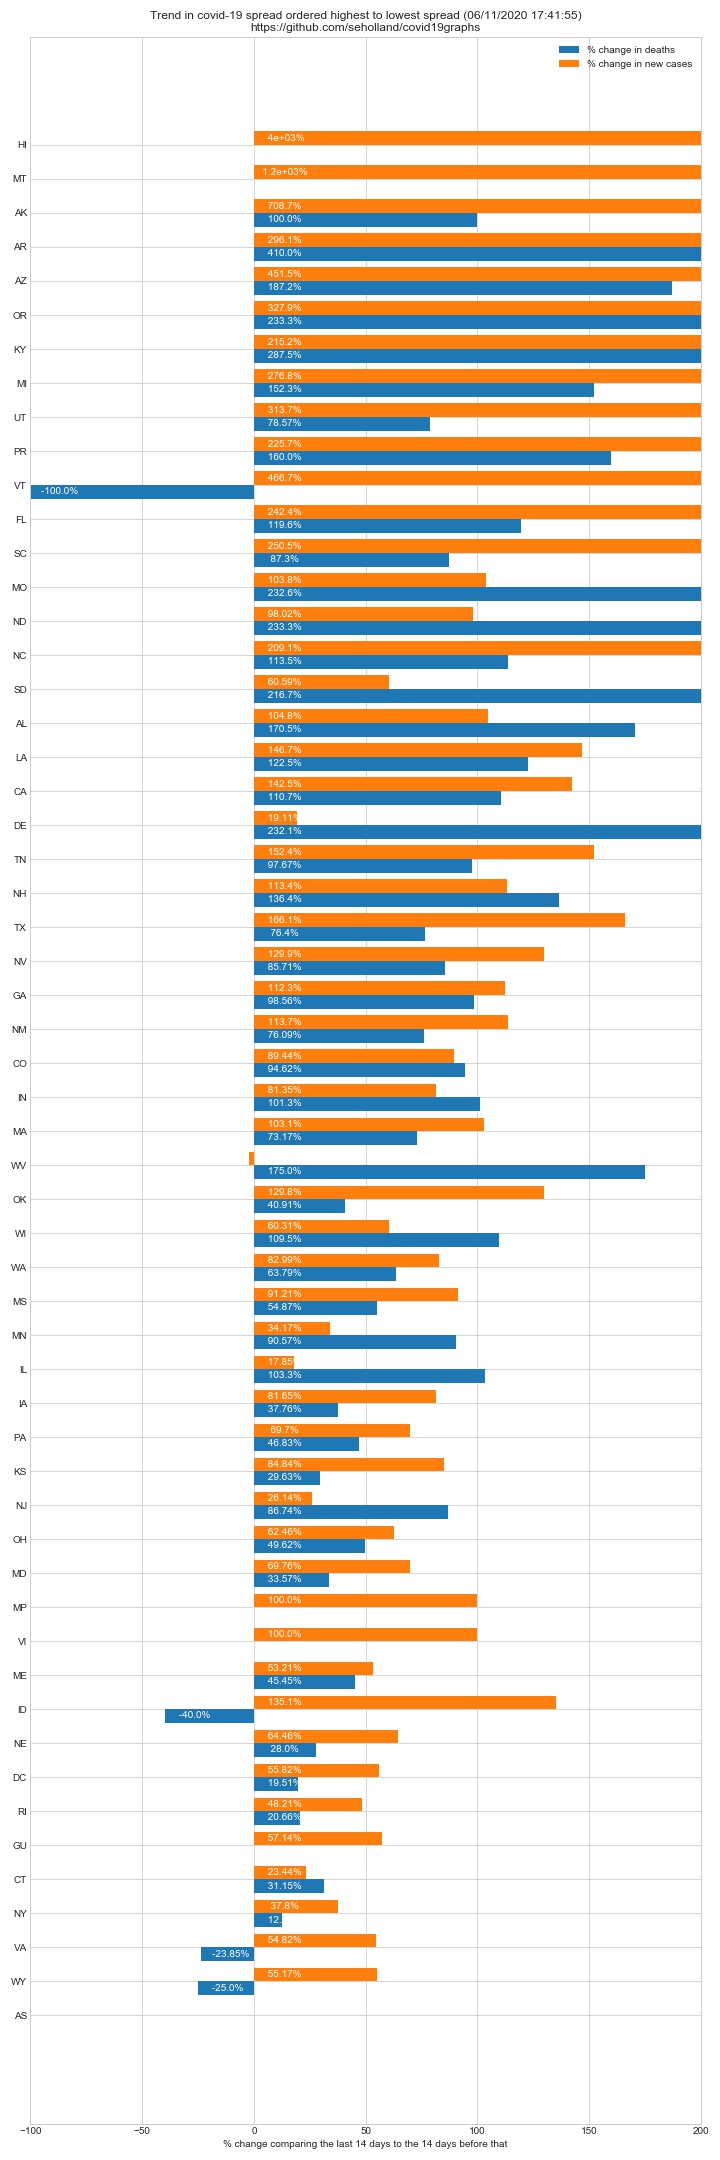 Trend in covid-19 spread ordered highest to lowest spread (06/11/2020 17:41:55)
https://github.com/seholland/covid19graphs
% change in deaths
% change in new cases
4e+03%
HI
1.2e+03%
MT
708.7%
AK
100.0%
296.1%
AR
410.0%
451.5%
AZ
187.2%
327.9%
OR
233.3%
215.2%
KY
287.5%
276.8%
MI
152.3%
313.7%
UT
78.57%
225.7%
PR
160.0%
466.7%
VT
-100.0%
242.4%
FL
119.6%
250.5%
SC
87.3%
103.8%
MO
232.6%
98.02%
ND
233.3%
209.1%
NC
113.5%
60.59%
SD
216.7%
104.8%
AL
170.5%
146.7%
LA
122.5%
142.5%
CA
110.7%
19.11%
DE
232.1%
152.4%
TN
97.67%
113.4%
NH
136.4%
166.1%
TX
76.4%
129.9%
NV
85.71%
112.3%
GA
98.56%
113.7%
NM
76.09%
89.44%
CO
94.62%
81.35%
IN
101.3%
103.1%
MA
73.17%
WV
175.0%
129.8%
OK
40.91%
60.31%
WI
109.5%
82.99%
WA
63.79%
91.21%
MS
54.87%
34.17%
MN
90.57%
17.85
IL
103.3%
81.65%
IA
37.76%
69.7%
PA
46.83%
84.84%
KS
29.63%
26.14%
NJ
86.74%
62.46%
OH
49.62%
69.76%
MD
33.57%
100.0%
MP
100.0%
VI
53.21%
ME
45.45%
135.1%
ID
-40.0%
64.46%
NE
28.0%
55.82%
DC
19.51%
48.21%
RI
20.66%
57.14%
GU
23.44%
CT
31.15%
37.8%
NY
12.
54.82%
VA
-23.85%
55.17%
WY
-25.0%
AS
−100 −50 0 50 100 150 200
% change comparing the last 14 days to the 14 days before that